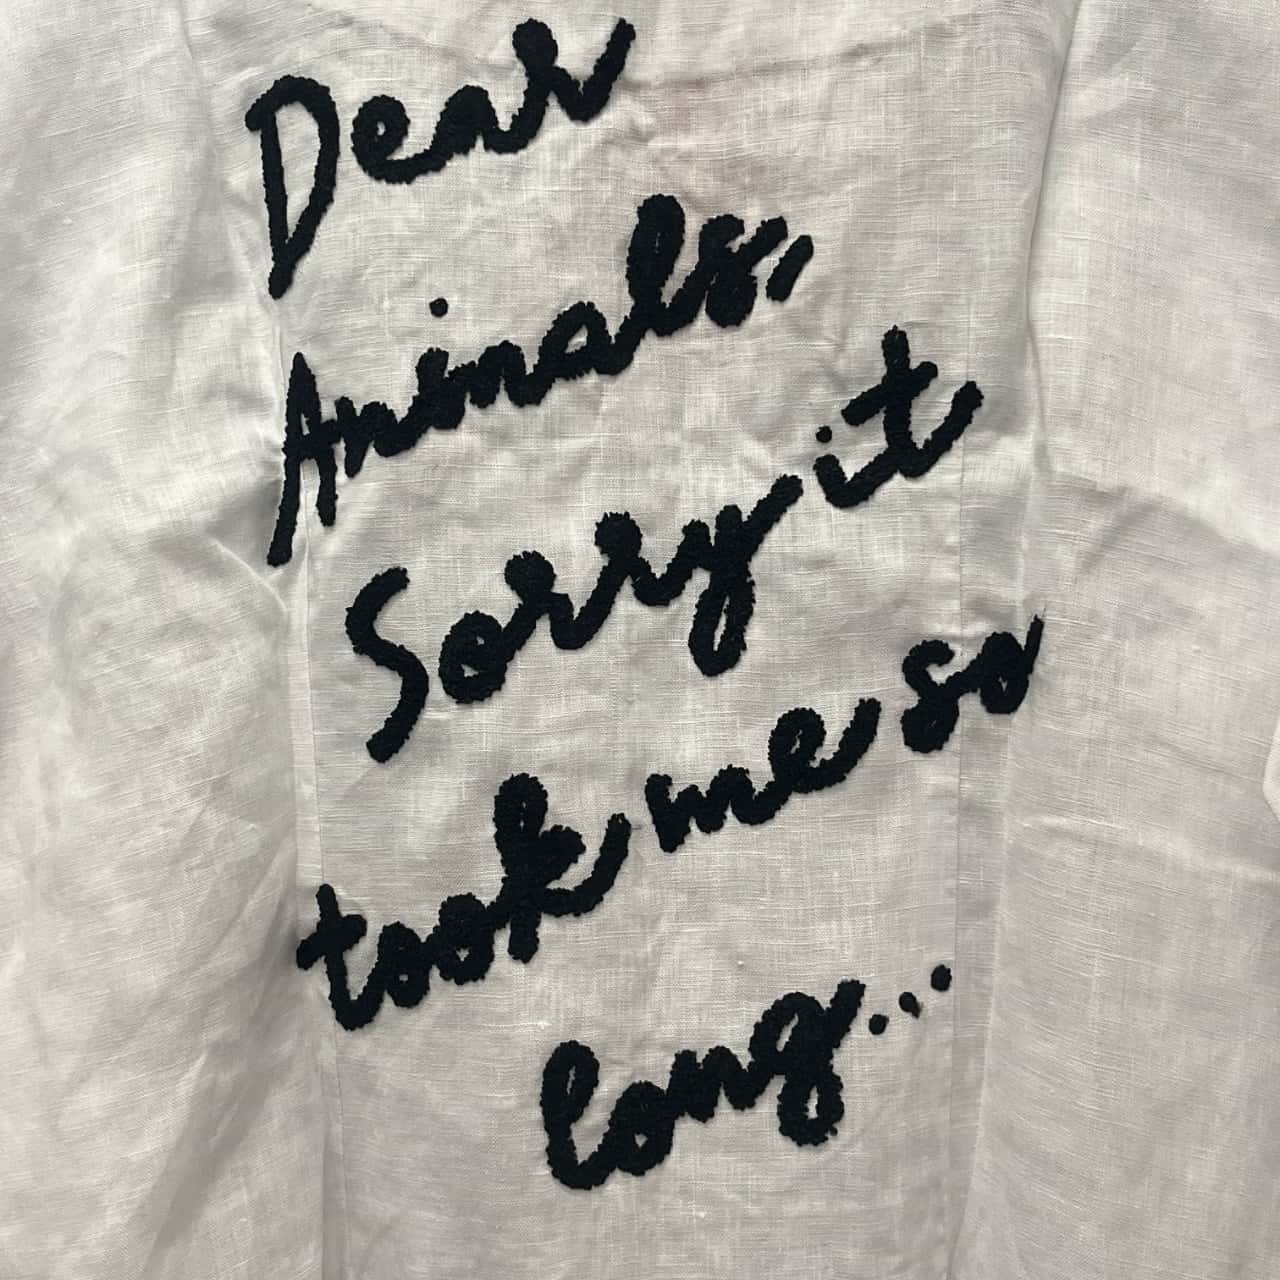 Dear
Animals,
Sorry it
took me so
long...